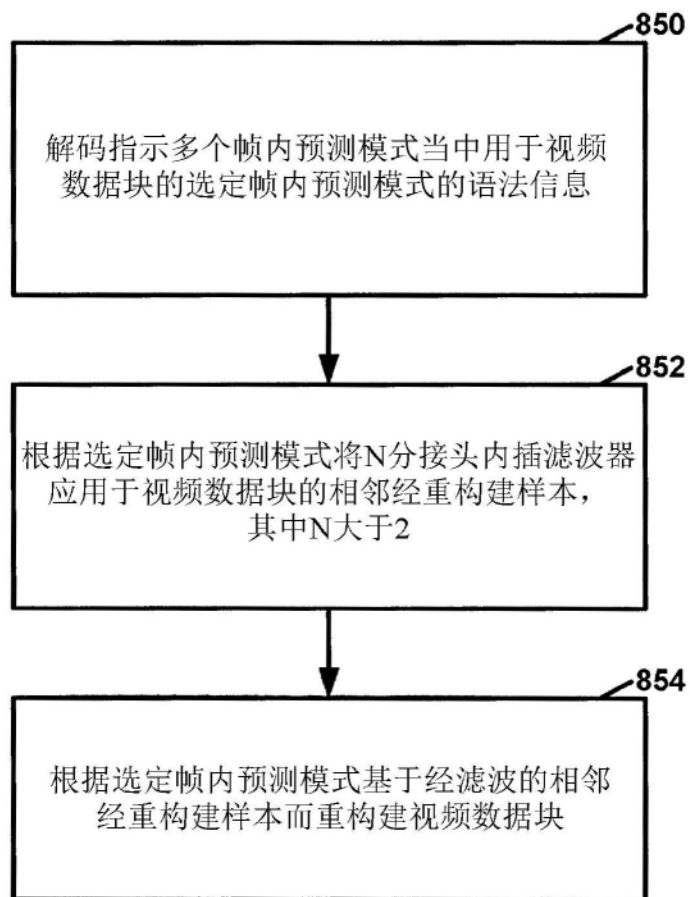 850
解码指示多个帧内预测模式当中用于视频
数据块的选定帧内预测模式的语法信息
852
根据选定帧内预测模式将N分接头内插滤波器
应用于视频数据块的相邻经重构建样本，
其中N大于2
854
根据选定帧内预测模式基于经滤波的相邻
经重构建样本而重构建视频数据块